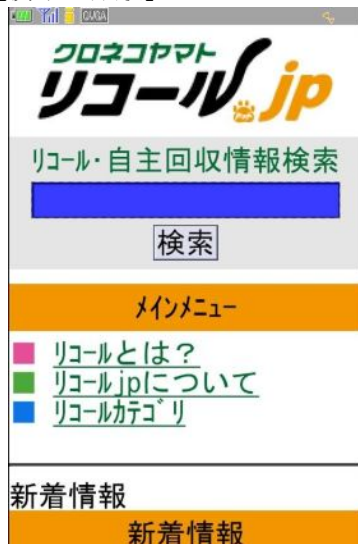 QVGA
クロネコヤマト
リコール.jp
ﾘｺｰﾙ・自主回収情報検索
検索
ﾒｲﾝﾒﾆｭｰ
ﾘｺｰﾙとは？
ﾘｺｰﾙjpについて
ﾘｺｰﾙｶﾃｺﾞﾘ
新着情報
新着情報